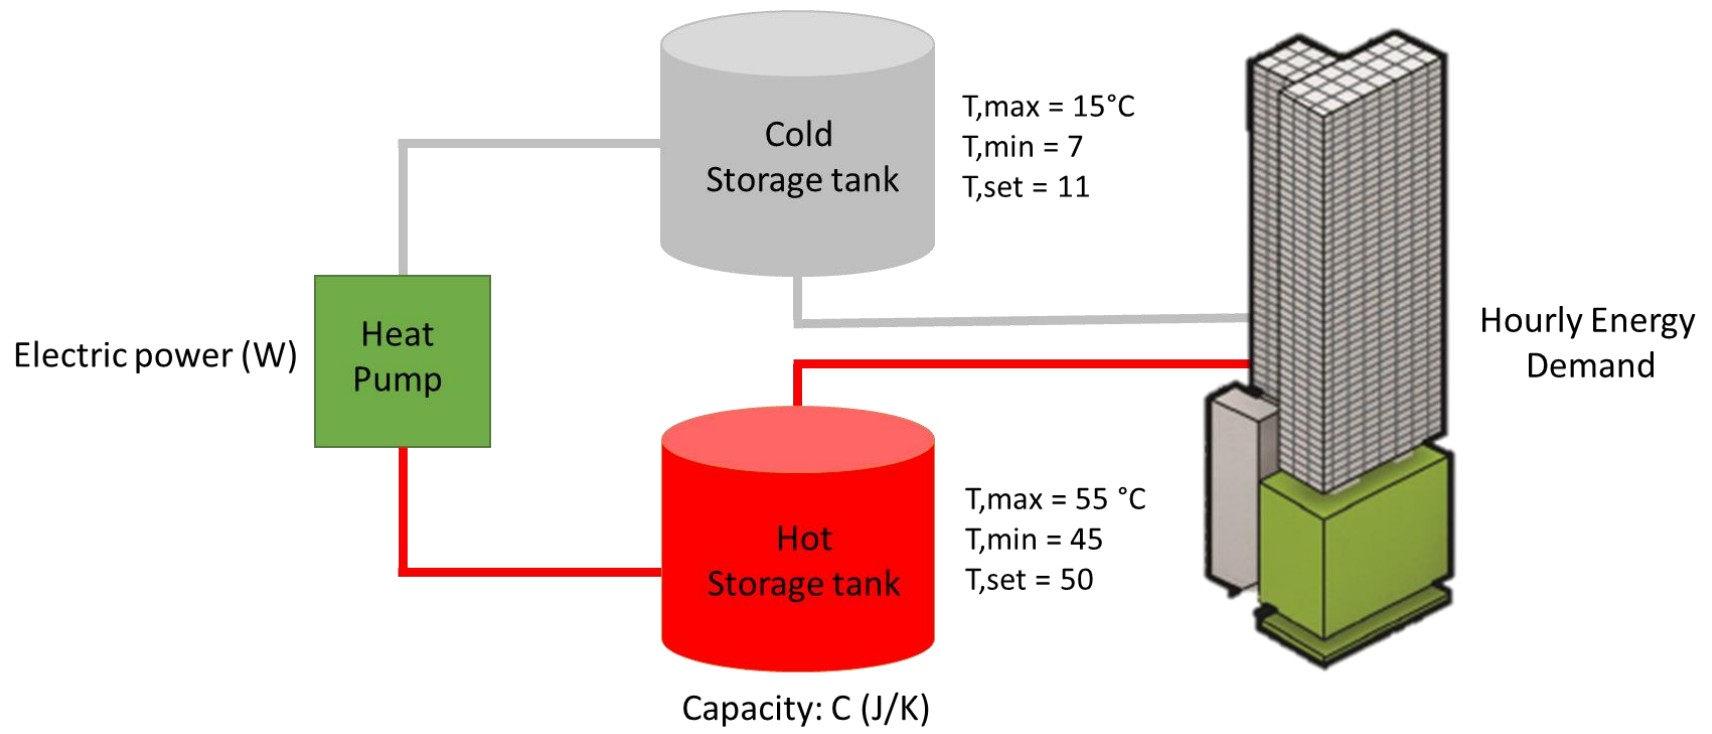 Cold
Storage tank
T,max = 15°C
T,min = 7
T,set = 11
Electric power (W)
Heat
Pump
Hourly Energy
Demand
Hot
Storage tank
T,max = 55 °C
T,min = 45
T,set = 50
Capacity: C (J/K)